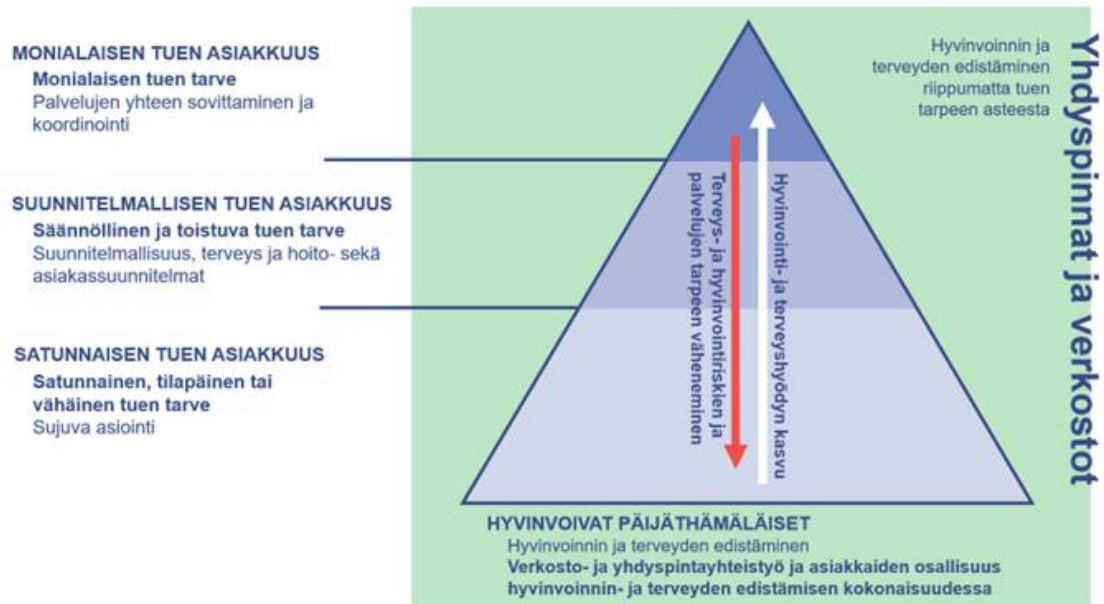 MONIALAISEN TUEN ASIAKKUUS
Monialaisen tuen tarve
Palvelujen yhteen sovittaminen ja
koordinointi
SUUNNITELMALLISEN TUEN ASIAKKUUS
Säännöllinen ja toistuva tuen tarve
Suunnitelmallisuus, terveys ja hoito- sekä
asiakassuunnitelmat
SATUNNAISEN TUEN ASIAKKUUS
Satunnainen, tilapäinen tai
vähäinen tuen tarve
Sujuva asiointi
Terveys- ja hyvinvointiriskien ja
palvelujen tarpeen väheneminen
Hyvinvointi- ja terveyshyödyn kasvu
Hyvinvoinnin ja
terveyden edistäminen
riippumatta tuen
tarpeen asteesta
Yhdyspinnat ja verkostot
HYVINVOIVAT PÄIJÄTHÄMÄLÄISET
Hyvinvoinnin ja terveyden edistäminen
Verkosto- ja yhdyspintayhteistyö ja asiakkaiden osallisuus
hyvinvoinnin- ja terveyden edistämisen kokonaisuudessa